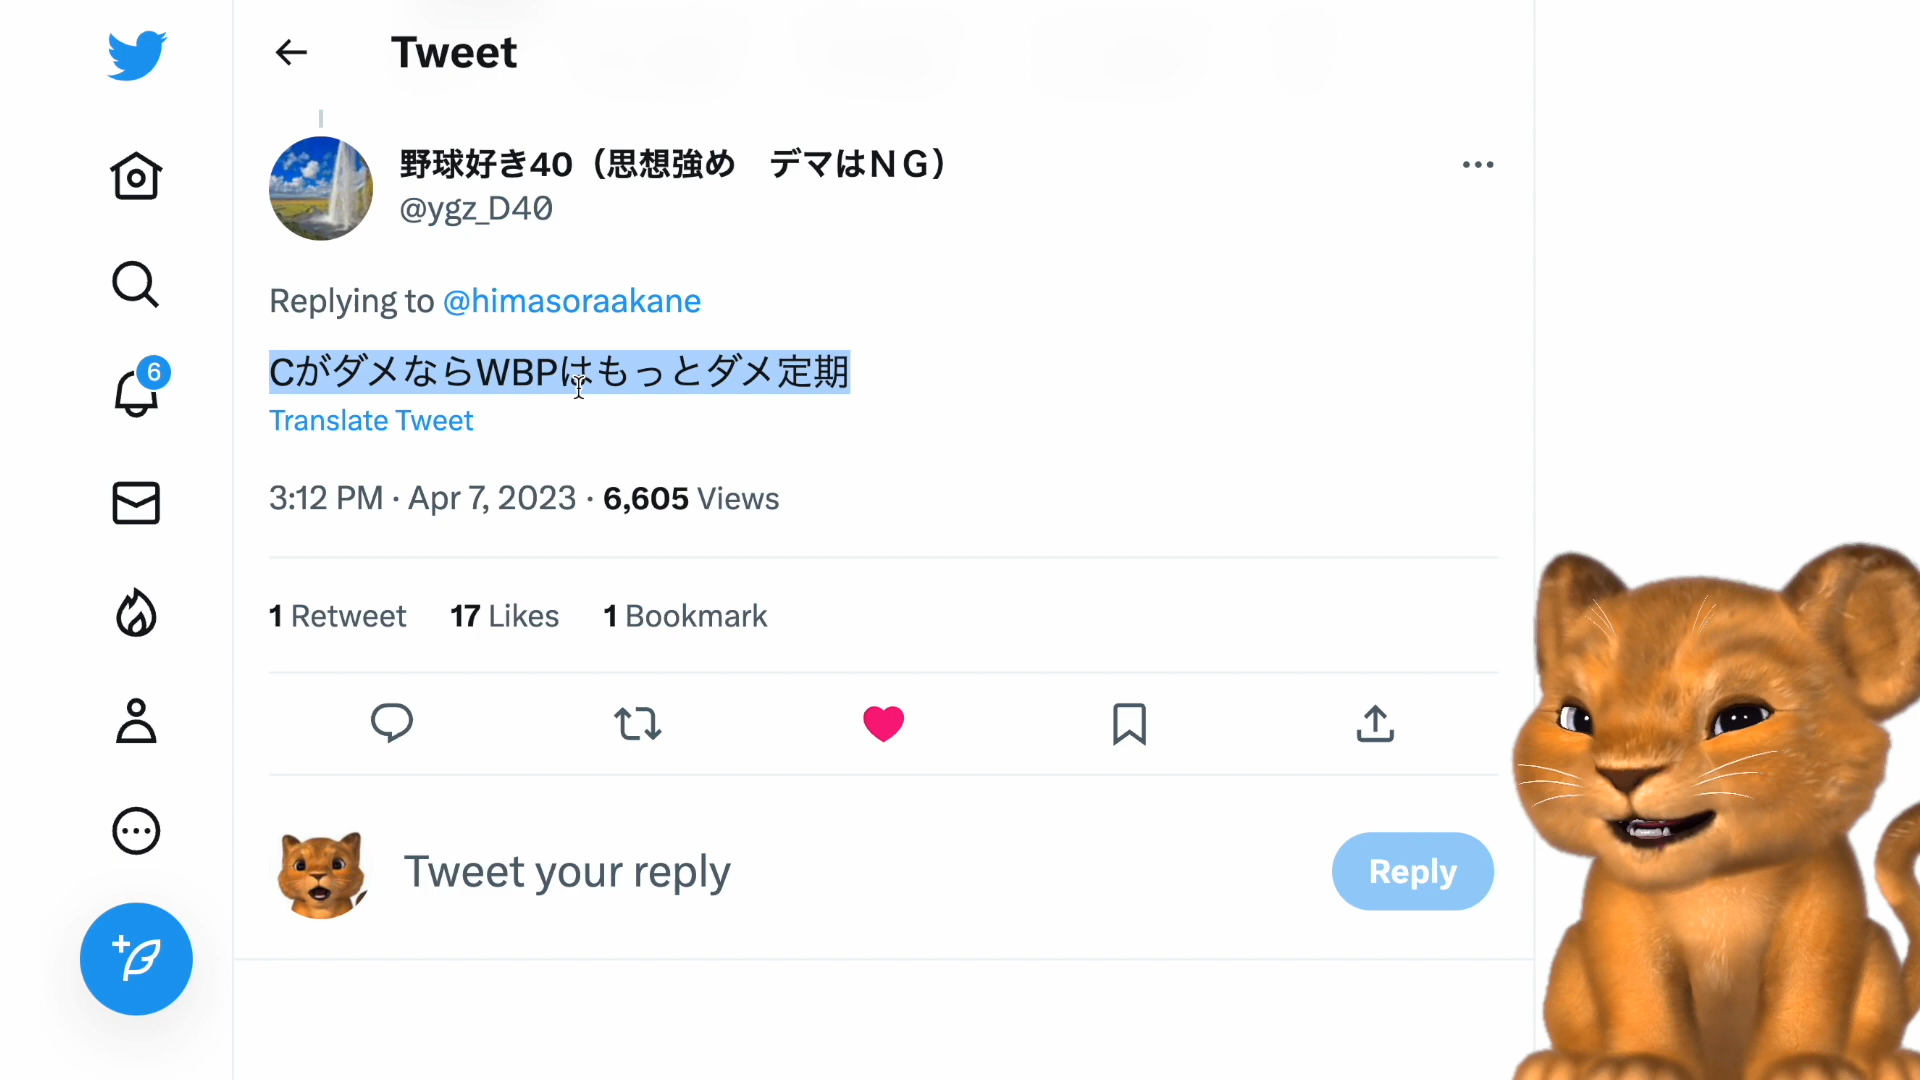 Tweet
野球好き40（思想強め　デマはＮＧ）
@ygz_D40
Replying to @himasoraakane
6
CがダメならWBPはもっとダメ定期
Translate Tweet
3:12 PM · Apr 7, 2023 · 6,605 Views
1 Retweet 17 Likes 1 Bookmark
Tweet your reply
Reply